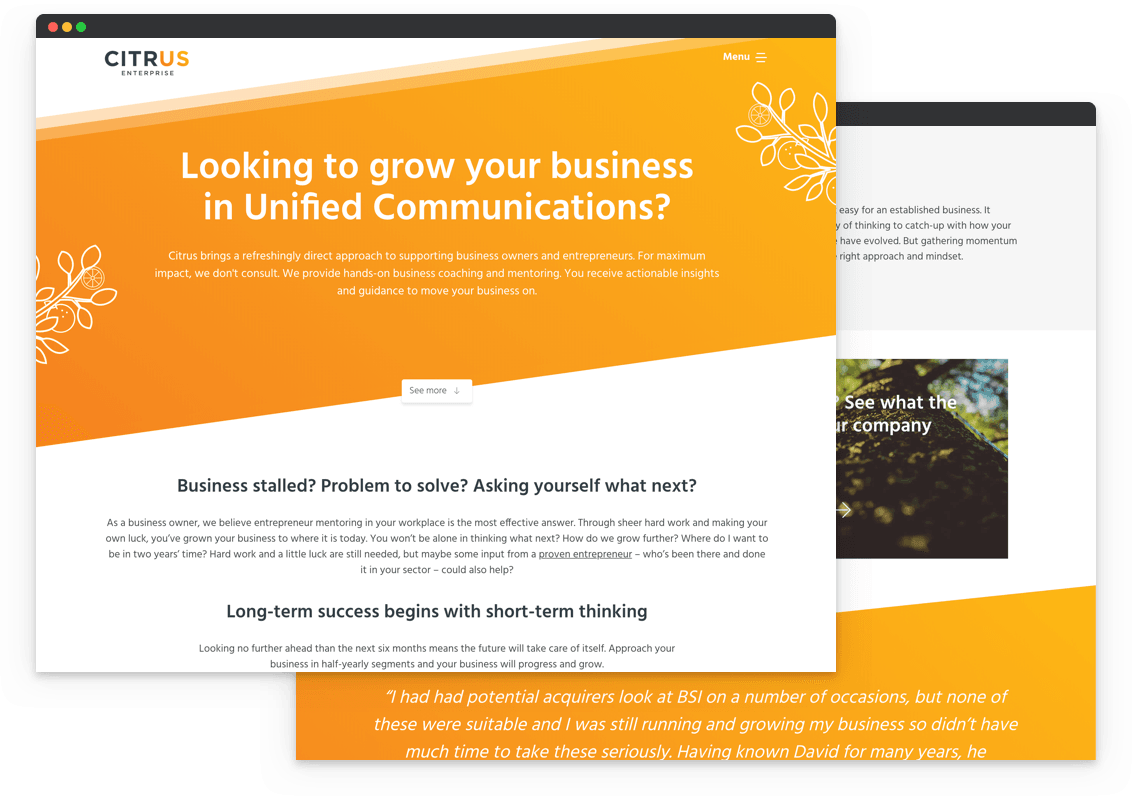 CITRUS
ENTERPRISE
Menu
Looking to grow your business
in Unified Communications?
Citrus brings a refreshingly direct approach to supporting business owners and entrepreneurs. For maximum
impact, we don't consult. We provide hands-on business coaching and mentoring. You receive actionable insights
and guidance to move your business on.
See more
Business stalled? Problem to solve? Asking yourself what next?
As a business owner, we believe entrepreneur mentoring in your workplace is the most effective answer. Through sheer hard work and making your
own luck, you’ve grown your business to where it is today. You won’t be alone in thinking what next? How do we grow further? Where do I want to
be in two years’ time? Hard work and a little luck are still needed, but maybe some input from a proven entrepreneur – who’s been there and done
it in your sector – could also help?
Long-term success begins with short-term thinking
Looking no further ahead than the next six months means the future will take care of itself. Approach your
business in half-yearly segments and your business will progress and grow.
easy for an established business. It
of thinking to catch-up with how your
have evolved. But gathering momentum
right approach and mindset.
? See what the
company
“I had had potential acquirers look at BSI on a number of occasions, but none of
these were suitable and I was still running and growing my business so didn’t have
much time to take these seriously. Having known David for many years, he